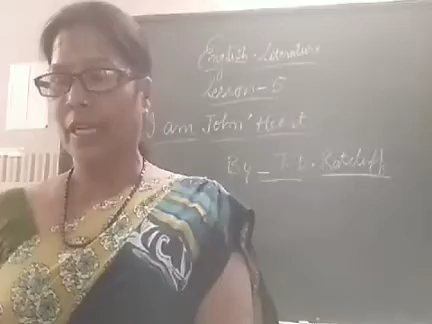 English - Literature
Lesson - 5
I am John' Heart
By - J. D. Ratcliff